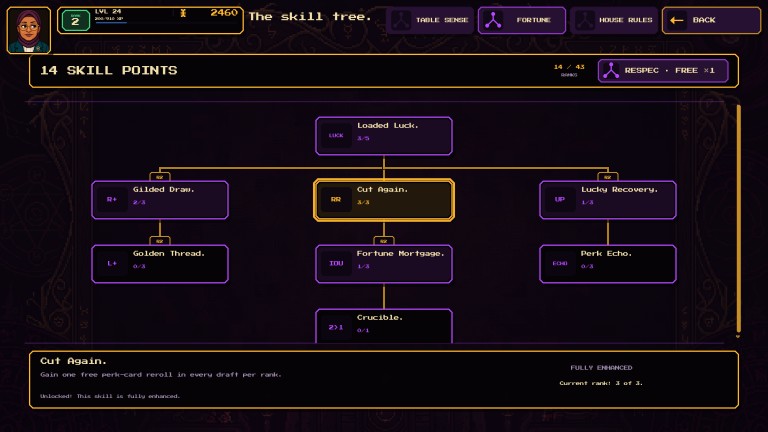 LVL 24
2
200/910 XP
2460
The skill tree.
TABLE SENSE
FORTUNE
HOUSE RULES
BACK
14 SKILL POINTS
14 / 43
RANKS
RESPEC · FREE ×1
LUCK
Loaded Luck.
3/5
R+
Gilded Draw.
2/3
RR
Cut Again.
3/3
UP
Lucky Recovery.
1/3
L+
Golden Thread.
0/3
IOU
Fortune Mortgage.
1/3
ECHO
Perk Echo.
0/3
2>1
Crucible.
0/1
Cut Again.
Gain one free perk-card reroll in every draft per rank.
Unlocked! This skill is fully enhanced.
FULLY ENHANCED
Current rank: 3 of 3.